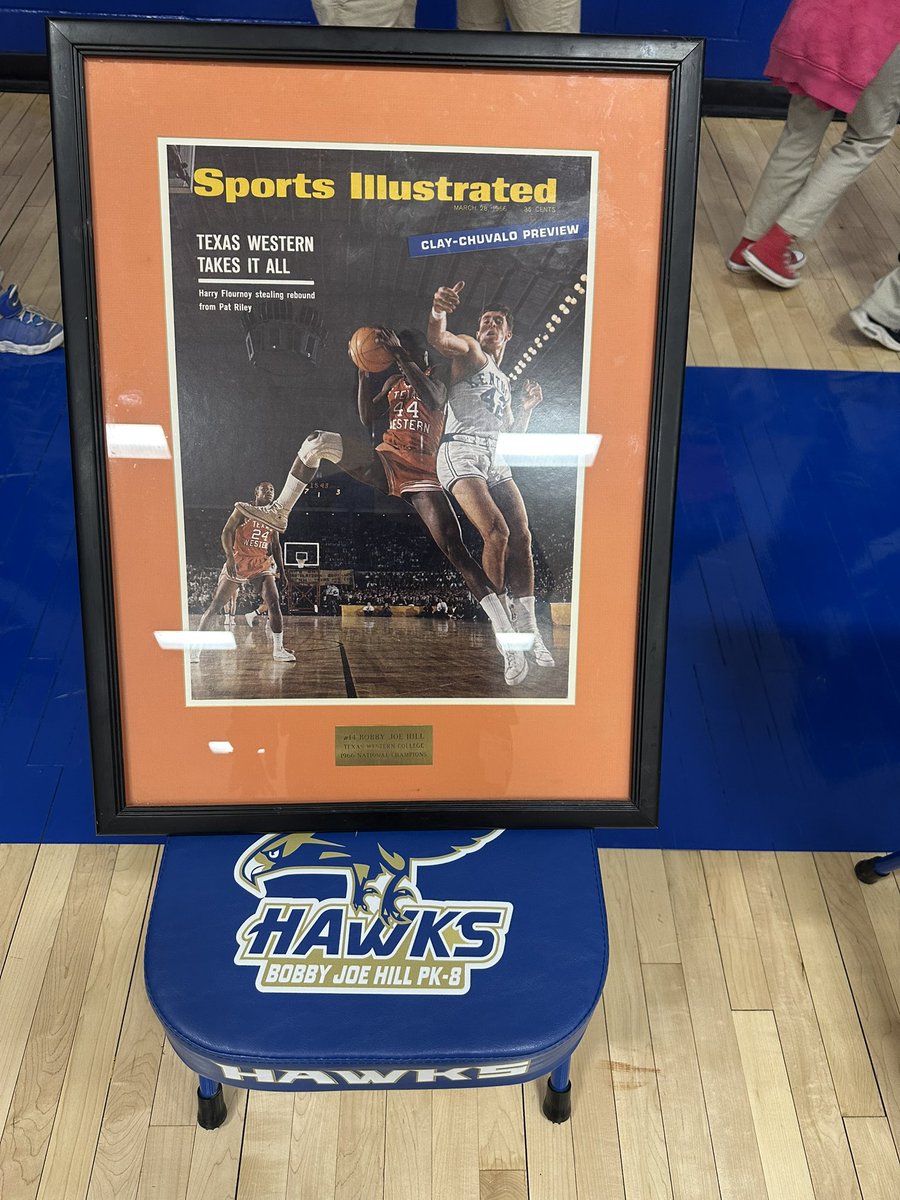 Sports Illustrated
MARCH 28, 1966 35 CENTS
CLAY-CHUVALO PREVIEW
TEXAS WESTERN
TAKES IT ALL
Harry Flournoy stealing rebound
from Pat Riley
44
WESTERN
KENTU
42
24
#14 BOBBY JOE HILL
TEXAS WESTERN COLLEGE
1966 NATIONAL CHAMPIONS
HAWKS
BOBBY JOE HILL PK-8
HAWKS